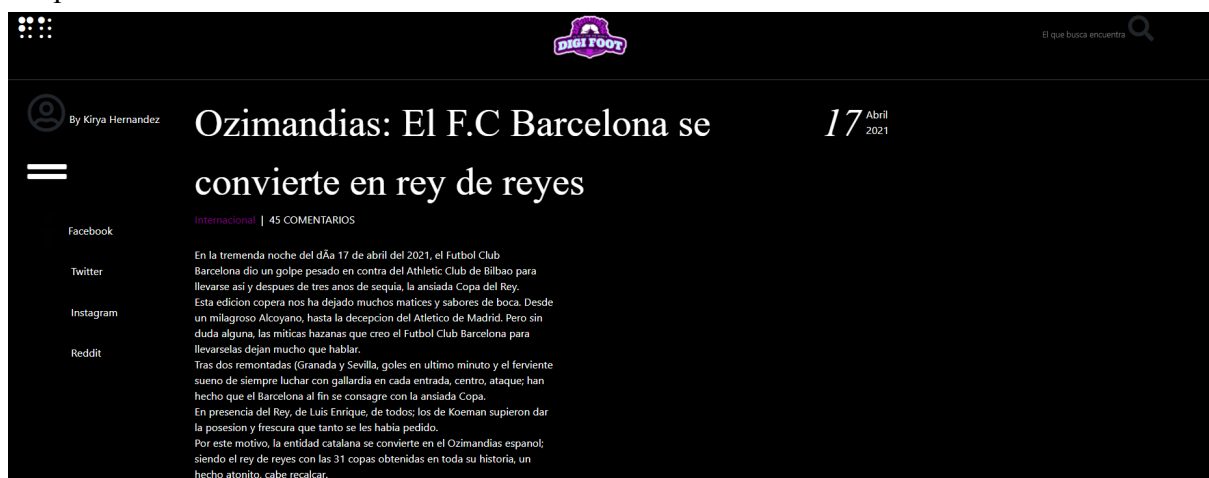 DIGI FOOT
El que busca encuentra
By Kirya Hernandez
Ozimandias: El F.C Barcelona se
convierte en rey de reyes
17 Abril
2021
Internacional | 45 COMENTARIOS
Facebook
Twitter
Instagram
Reddit
En la tremenda noche del dÃa 17 de abril del 2021, el Futbol Club
Barcelona dio un golpe pesado en contra del Athletic Club de Bilbao para
llevarse asi y despues de tres anos de sequia, la ansiada Copa del Rey.
Esta edicion copera nos ha dejado muchos matices y sabores de boca. Desde
un milagroso Alcoyano, hasta la decepcion del Atletico de Madrid. Pero sin
duda alguna, las miticas hazanas que creo el Futbol Club Barcelona para
llevarselas dejan mucho que hablar.
Tras dos remontadas (Granada y Sevilla, goles en ultimo minuto y el ferviente
sueno de siempre luchar con gallardia en cada entrada, centro, ataque; han
hecho que el Barcelona al fin se consagre con la ansiada Copa.
En presencia del Rey, de Luis Enrique, de todos; los de Koeman supieron dar
la posesion y frescura que tanto se les habia pedido.
Por este motivo, la entidad catalana se convierte en el Ozimandias espanol;
siendo el rey de reyes con las 31 copas obtenidas en toda su historia, un
hecho atonito, cabe recalcar.